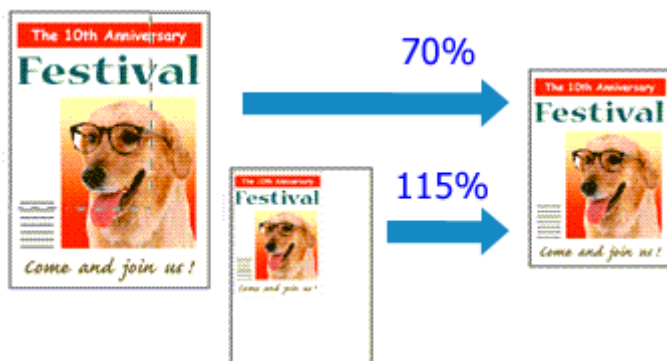 The 10th Anniversary
Festival
Come and join us!
70%
The 10th Anniversary
Festival
Come and join us!
115%
The 10th Anniversary
Festival
Come and join us!